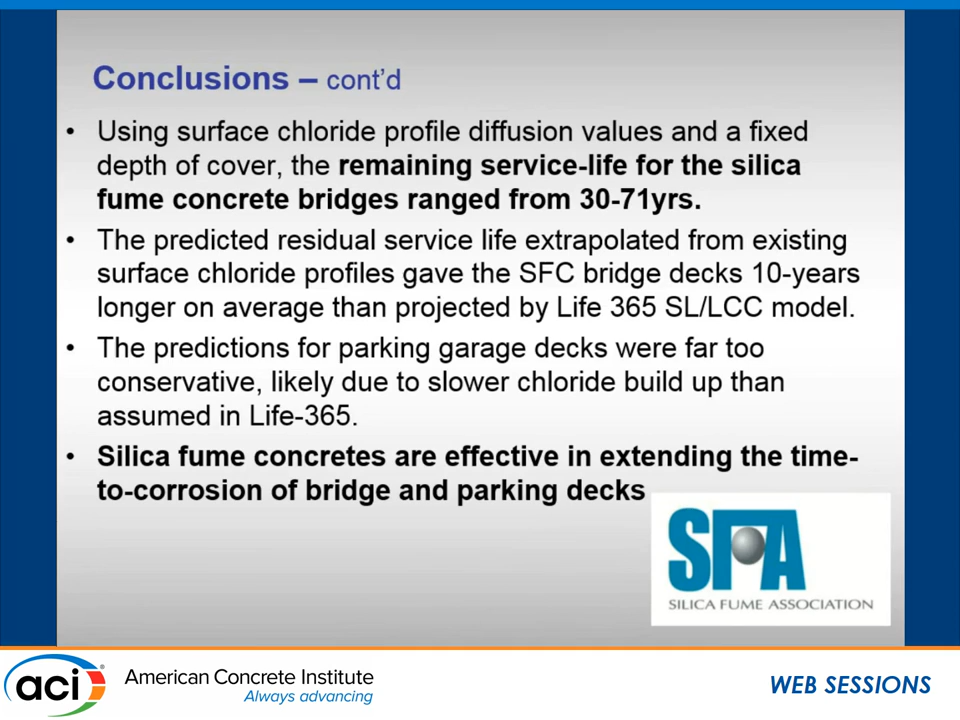 Conclusions – cont’d
• Using surface chloride profile diffusion values and a fixed
depth of cover, the remaining service-life for the silica
fume concrete bridges ranged from 30-71yrs.
• The predicted residual service life extrapolated from existing
surface chloride profiles gave the SFC bridge decks 10-years
longer on average than projected by Life 365 SL/LCC model.
• The predictions for parking garage decks were far too
conservative, likely due to slower chloride build up than
assumed in Life-365.
• Silica fume concretes are effective in extending the time-
to-corrosion of bridge and parking decks
SFA
SILICA FUME ASSOCIATION
aci®
American Concrete Institute
Always advancing
WEB SESSIONS